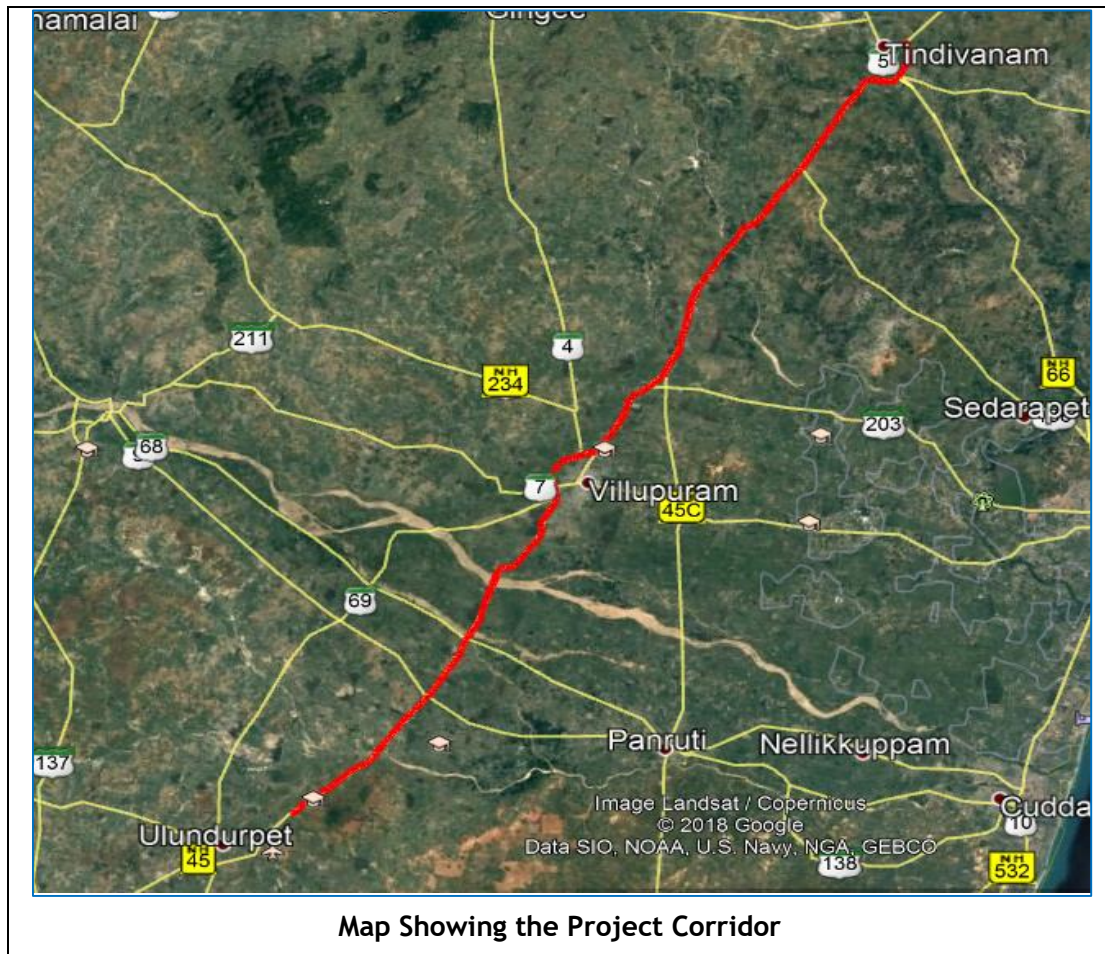 namalai
Gingee
Tindivanam
5
211
4
NH
234
NH
66
Sedarapet
203
68
7
Villupuram
45C
69
Panruti
Nellikkuppam
137
Image Landsat / Copernicus
© 2018 Google
Data SIO, NOAA, U.S. Navy, NGA, GEBCO
Cudda
10
Ulundurpet
NH
45
138
NH
532
Map Showing the Project Corridor